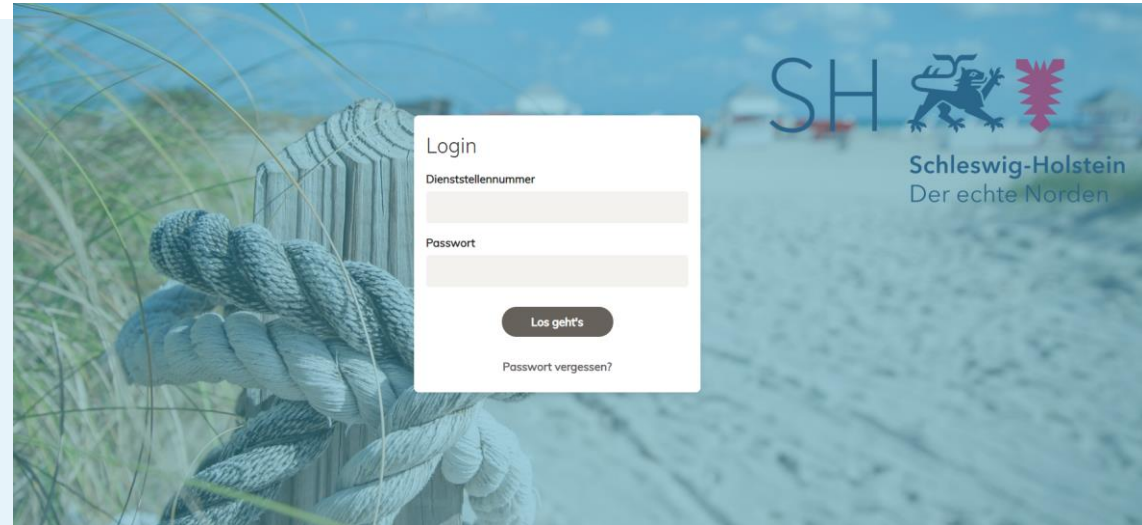 SH
Schleswig-Holstein
Der echte Norden
Login
Dienststellennummer
Passwort
Los geht's
Passwort vergessen?